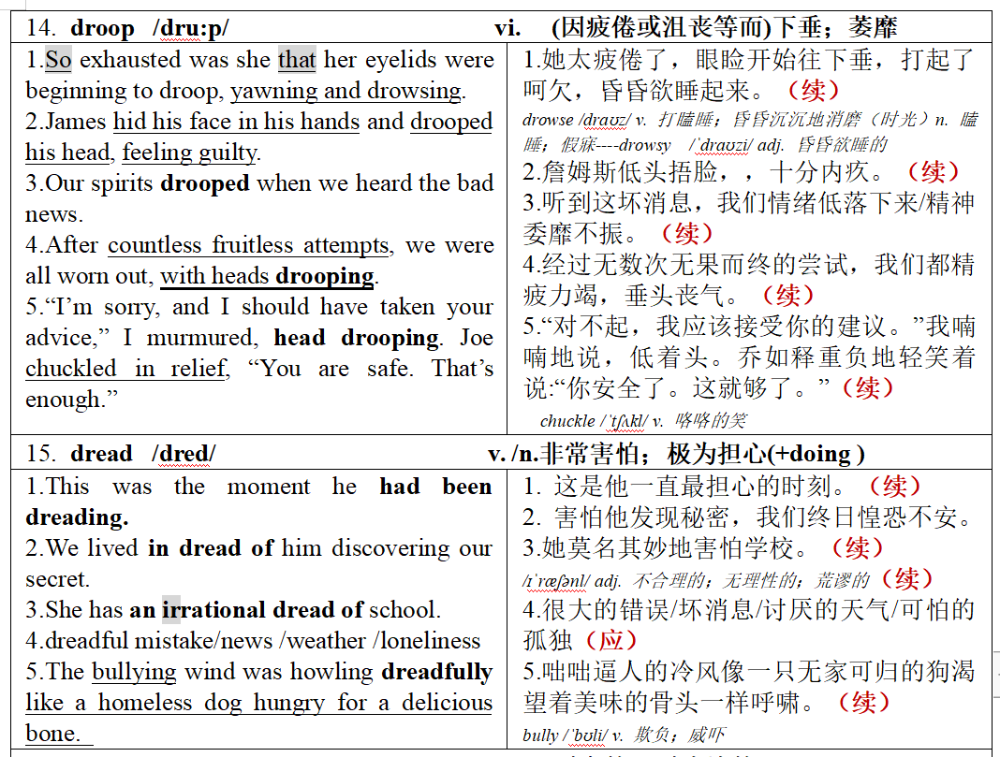 14. droop /dru:p/ vi. (因疲倦或沮丧等而)下垂；萎靡
1.So exhausted was she that her eyelids were
beginning to droop, yawning and drowsing.
2.James hid his face in his hands and drooped
his head, feeling guilty.
3.Our spirits drooped when we heard the bad
news.
4.After countless fruitless attempts, we were
all worn out, with heads drooping.
5.“I’m sorry, and I should have taken your
advice,” I murmured, head drooping. Joe
chuckled in relief, “You are safe. That’s
enough.”
1.她太疲倦了，眼睑开始往下垂，打起了
呵欠，昏昏欲睡起来。（续）
drowse /draʊz/ v. 打瞌睡；昏昏沉沉地消磨（时光）n. 瞌
睡；假寐----drowsy /ˈdraʊzi/ adj. 昏昏欲睡的
2.詹姆斯低头捂脸，，十分内疚。（续）
3.听到这坏消息，我们情绪低落下来/精神
委靡不振。（续）
4.经过无数次无果而终的尝试，我们都精
疲力竭，垂头丧气。（续）
5.“对不起，我应该接受你的建议。”我喃
喃地说，低着头。乔如释重负地轻笑着
说:“你安全了。这就够了。”（续）
chuckle /ˈtʃʌkl/ v. 咯咯的笑
15. dread /dred/ v. /n.非常害怕；极为担心(+doing )
1.This was the moment he had been
dreading.
2.We lived in dread of him discovering our
secret.
3.She has an irrational dread of school.
4.dreadful mistake/news /weather /loneliness
5.The bullying wind was howling dreadfully
like a homeless dog hungry for a delicious
bone.
1. 这是他一直最担心的时刻。（续）
2. 害怕他发现秘密，我们终日惶恐不安。
3.她莫名其妙地害怕学校。（续）
/ɪˈræʃənl/ adj. 不合理的；无理性的；荒谬的（续）
4.很大的错误/坏消息/讨厌的天气/可怕的
孤独（应）
5.咄咄逼人的冷风像一只无家可归的狗渴
望着美味的骨头一样呼啸。（续）
bully /ˈbʊli/ v. 欺负；威吓